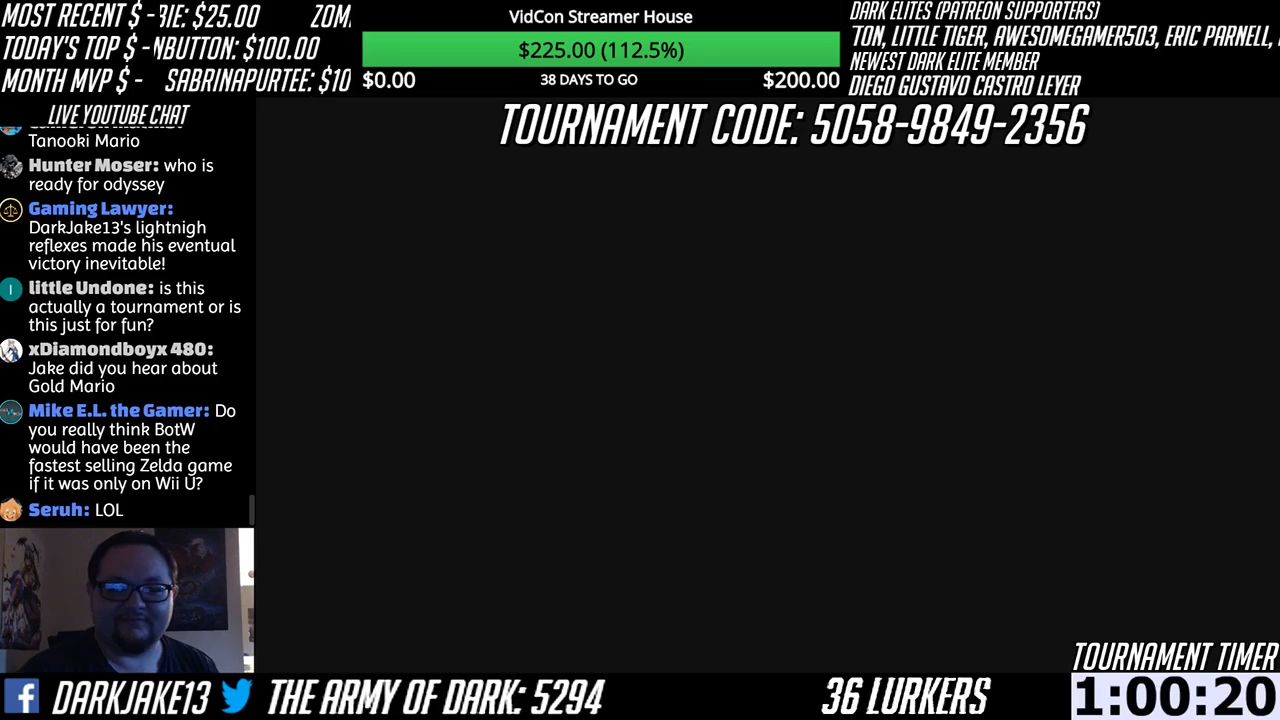 MOST RECENT $ - BIE: $25.00 ZOM
TODAY'S TOP $ - NBUTTON: $100.00
MONTH MVP $ - SABRINAPURTEE: $10
VidCon Streamer House
$225.00 (112.5%)
$0.00 38 DAYS TO GO $200.00
DARK ELITES (PATREON SUPPORTERS)
TON, LITTLE TIGER, AWESOMEGAMER503, ERIC PARNELL,
NEWEST DARK ELITE MEMBER
DIEGO GUSTAVO CASTRO LEYER
LIVE YOUTUBE CHAT
TOURNAMENT CODE: 5058-9849-2356
Tanooki Mario
Hunter Moser: who is
ready for odyssey
Gaming Lawyer:
DarkJake13's lightnigh
reflexes made his eventual
victory inevitable!
little Undone: is this
actually a tournament or is
this just for fun?
xDiamondboyx 480:
Jake did you hear about
Gold Mario
Mike E.L. the Gamer: Do
you really think BotW
would have been the
fastest selling Zelda game
if it was only on Wii U?
Seruh: LOL
TOURNAMENT TIMER
1:00:20
DARKJAKE13 THE ARMY OF DARK: 5294 36 LURKERS